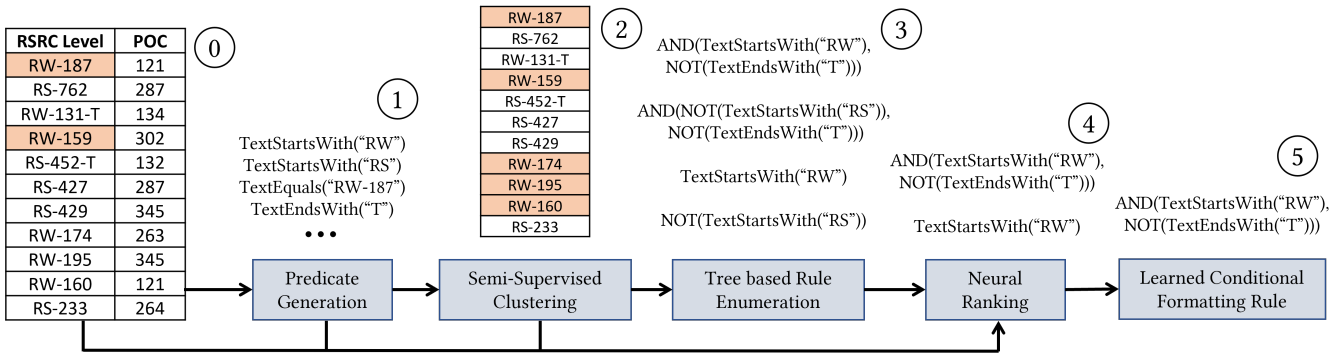 RSRC Level POC
RW-187 121
RS-762 287
RW-131-T 134
RW-159 302
RS-452-T 132
RS-427 287
RS-429 345
RW-174 263
RW-195 345
RW-160 121
RS-233 264
0
1
TextStartsWith(“RW”)
TextStartsWith(“RS”)
TextEquals(“RW-187”)
TextEndsWith(“T”)
•••
Predicate
Generation
2
RW-187
RS-762
RW-131-T
RW-159
RS-452-T
RS-427
RS-429
RW-174
RW-195
RW-160
RS-233
Semi-Supervised
Clustering
3
AND(TextStartsWith(“RW”),
NOT(TextEndsWith(“T”)))
AND(NOT(TextStartsWith(“RS”)),
NOT(TextEndsWith(“T”)))
TextStartsWith(“RW”)
NOT(TextStartsWith(“RS”))
Tree based Rule
Enumeration
4
AND(TextStartsWith(“RW”),
NOT(TextEndsWith(“T”)))
TextStartsWith(“RW”)
Neural
Ranking
5
AND(TextStartsWith(“RW”),
NOT(TextEndsWith(“T”)))
Learned Conditional
Formatting Rule